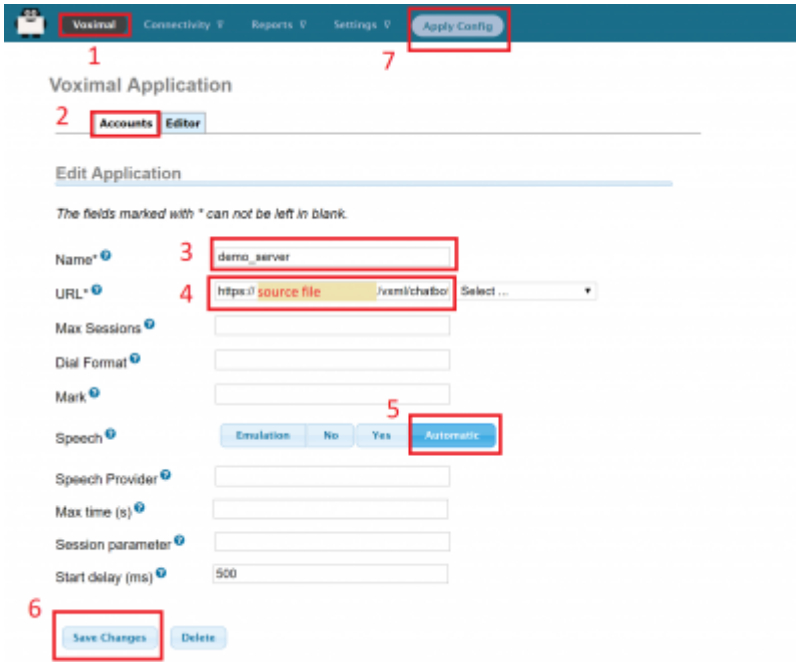 Voximal Connectivity Reports Settings Apply Config
1 7
Voximal Application
2 Accounts Editor
Edit Application
The fields marked with * can not be left in blank.
Name* 3 demo_server
URL* 4 https:// source file /vxml/chatbo Select ...
Max Sessions
Dial Format
Mark
5
Speech Emulation No Yes Automatic
Speech Provider
Max time (s)
Session parameter
Start delay (ms) 500
6
Save Changes Delete